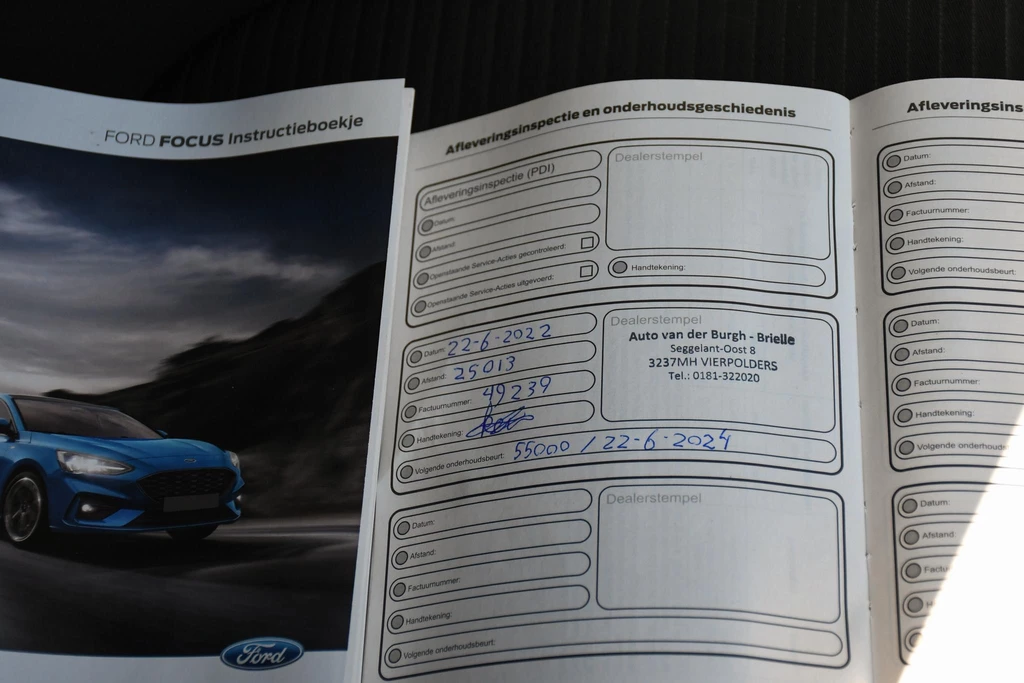 FORD FOCUS Instructieboekje
Ford
Afleveringsinspectie en onderhoudsgeschiedenis
Afleveringsinspectie (PDI)
Datum:
Afstand:
Openstaande Service-Acties gecontroleerd:
Openstaande Service-Acties uitgevoerd:
Dealerstempel
Handtekening:
Datum: 22-6-2022
Afstand: 25013
Factuurnummer: 49239
Handtekening:
Volgende onderhoudsbeurt: 55000 / 22-6-2024
Dealerstempel
Auto van der Burgh - Brielle
Seggelant-Oost 8
3237MH VIERPOLDERS
Tel.: 0181-322020
Datum:
Afstand:
Factuurnummer:
Handtekening:
Volgende onderhoudsbeurt:
Dealerstempel
Afleveringsins
Datum:
Afstand:
Factuurnummer:
Handtekening:
Volgende onderhoudsbeurt:
Datum:
Afstand:
Factuurnummer:
Handtekening:
Volgende onderhoudsb
Datum:
Afstand:
Factu
H